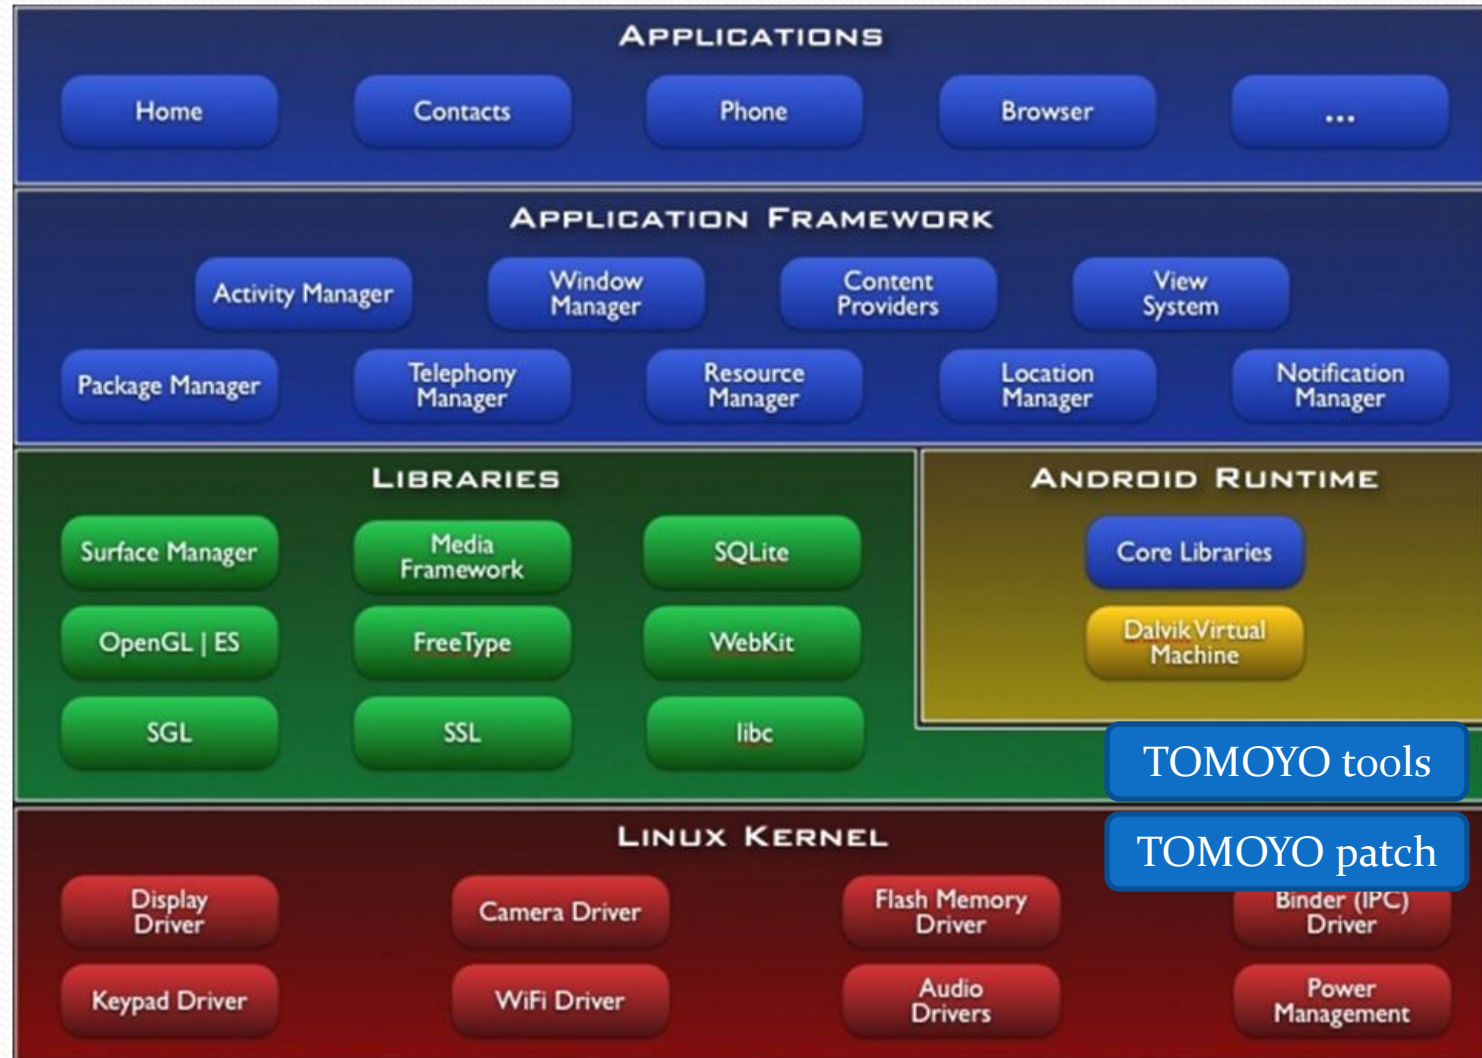 APPLICATIONS
Home
Contacts
Phone
Browser
...
APPLICATION FRAMEWORK
Activity Manager
Window
Manager
Content
Providers
View
System
Package Manager
Telephony
Manager
Resource
Manager
Location
Manager
Notification
Manager
LIBRARIES
Surface Manager
Media
Framework
SQLite
OpenGL | ES
FreeType
WebKit
SGL
SSL
libc
ANDROID RUNTIME
Core Libraries
Dalvik Virtual
Machine
TOMOYO tools
TOMOYO patch
LINUX KERNEL
Display
Driver
Camera Driver
Flash Memory
Driver
Binder (IPC)
Driver
Keypad Driver
WiFi Driver
Audio
Drivers
Power
Management